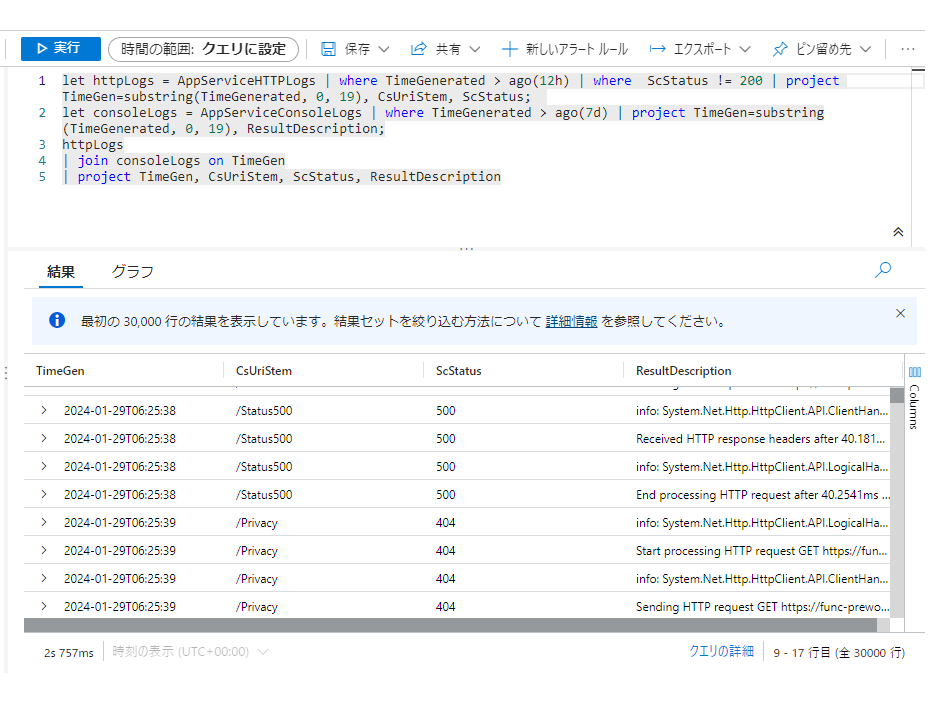 実行 時間の範囲: クエリに設定 保存 共有 新しいアラート ルール エクスポート ピン留め先 ...
1 let httpLogs = AppServiceHTTPLogs | where TimeGenerated > ago(12h) | where  ScStatus != 200 | project
TimeGen=substring(TimeGenerated, 0, 19), CsUriStem, ScStatus;
2 let consoleLogs = AppServiceConsoleLogs | where TimeGenerated > ago(7d) | project TimeGen=substring
(TimeGenerated, 0, 19), ResultDescription;
3 httpLogs
4 | join consoleLogs on TimeGen
5 | project TimeGen, CsUriStem, ScStatus, ResultDescription
結果 グラフ
最初の 30,000 行の結果を表示しています。結果セットを絞り込む方法について 詳細情報 を参照してください。
TimeGen CsUriStem ScStatus ResultDescription
Columns
2024-01-29T06:25:38 /Status500 500 info: System.Net.Http.HttpClient.API.ClientHan...
2024-01-29T06:25:38 /Status500 500 Received HTTP response headers after 40.181...
2024-01-29T06:25:38 /Status500 500 info: System.Net.Http.HttpClient.API.LogicalHa...
2024-01-29T06:25:38 /Status500 500 End processing HTTP request after 40.2541ms ...
2024-01-29T06:25:39 /Privacy 404 info: System.Net.Http.HttpClient.API.LogicalHa...
2024-01-29T06:25:39 /Privacy 404 Start processing HTTP request GET https://fun...
2024-01-29T06:25:39 /Privacy 404 info: System.Net.Http.HttpClient.API.ClientHan...
2024-01-29T06:25:39 /Privacy 404 Sending HTTP request GET https://func-prewo...
2s 757ms 時刻の表示 (UTC+00:00) クエリの詳細 9 - 17 行目 (全 30000 行)